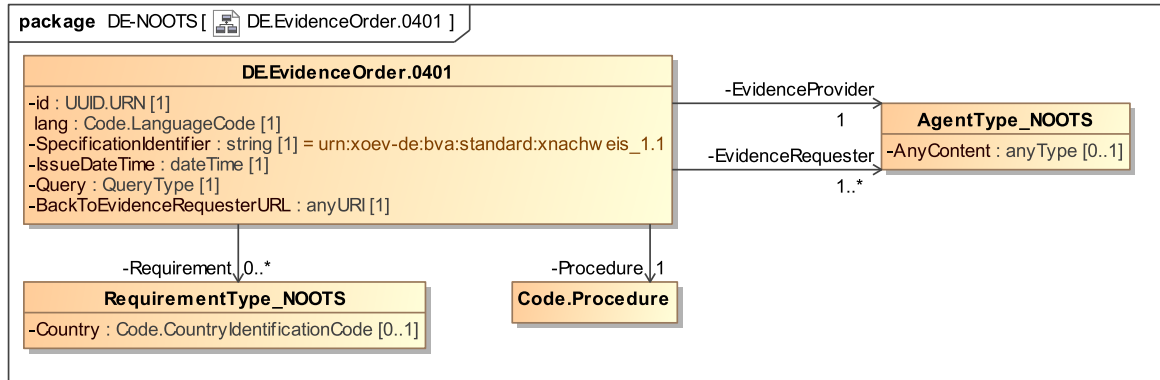 package DE-NOOTS [ DE.EvidenceOrder.0401 ]
DE.EvidenceOrder.0401
-id : UUID.URN [1]
lang : Code.LanguageCode [1]
-SpecificationIdentifier : string [1] = urn:xoev-de:bva:standard:xnachweis_1.1
-IssueDateTime : dateTime [1]
-Query : QueryType [1]
-BackToEvidenceRequesterURL : anyURI [1]
-EvidenceProvider
1
-EvidenceRequester
1..*
AgentType_NOOTS
-AnyContent : anyType [0..1]
-Requirement 0..*
-Procedure 1
RequirementType_NOOTS
-Country : Code.CountryIdentificationCode [0..1]
Code.Procedure